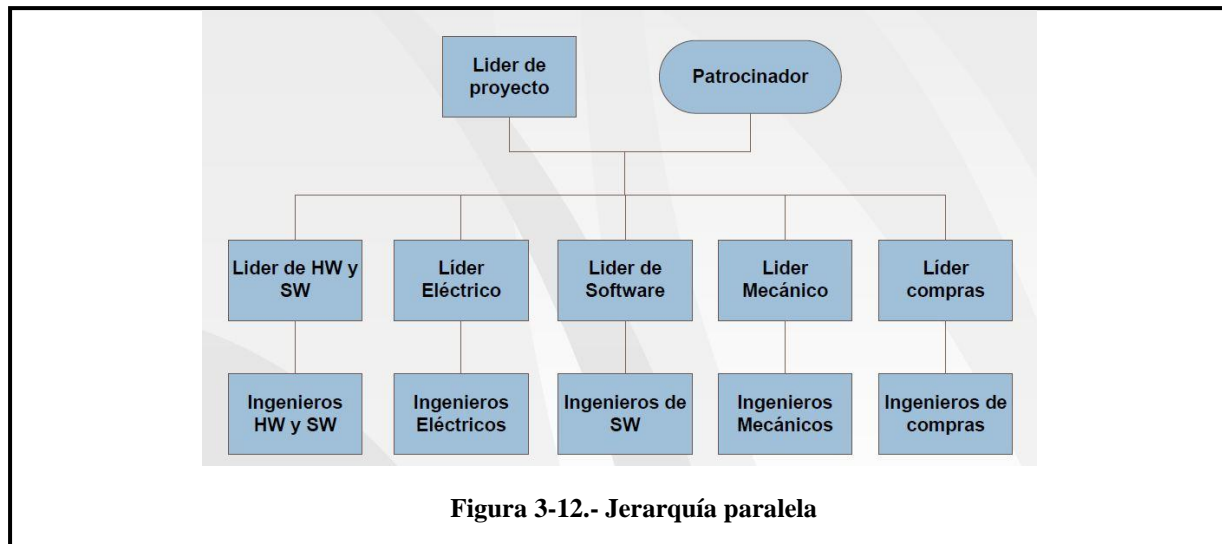 Lider de
proyecto
Patrocinador
Lider de HW y
SW
Líder
Eléctrico
Lider de
Software
Lider
Mecánico
Líder
compras
Ingenieros
HW y SW
Ingenieros
Eléctricos
Ingenieros de
SW
Ingenieros
Mecánicos
Ingenieros de
compras
Figura 3-12.- Jerarquía paralela